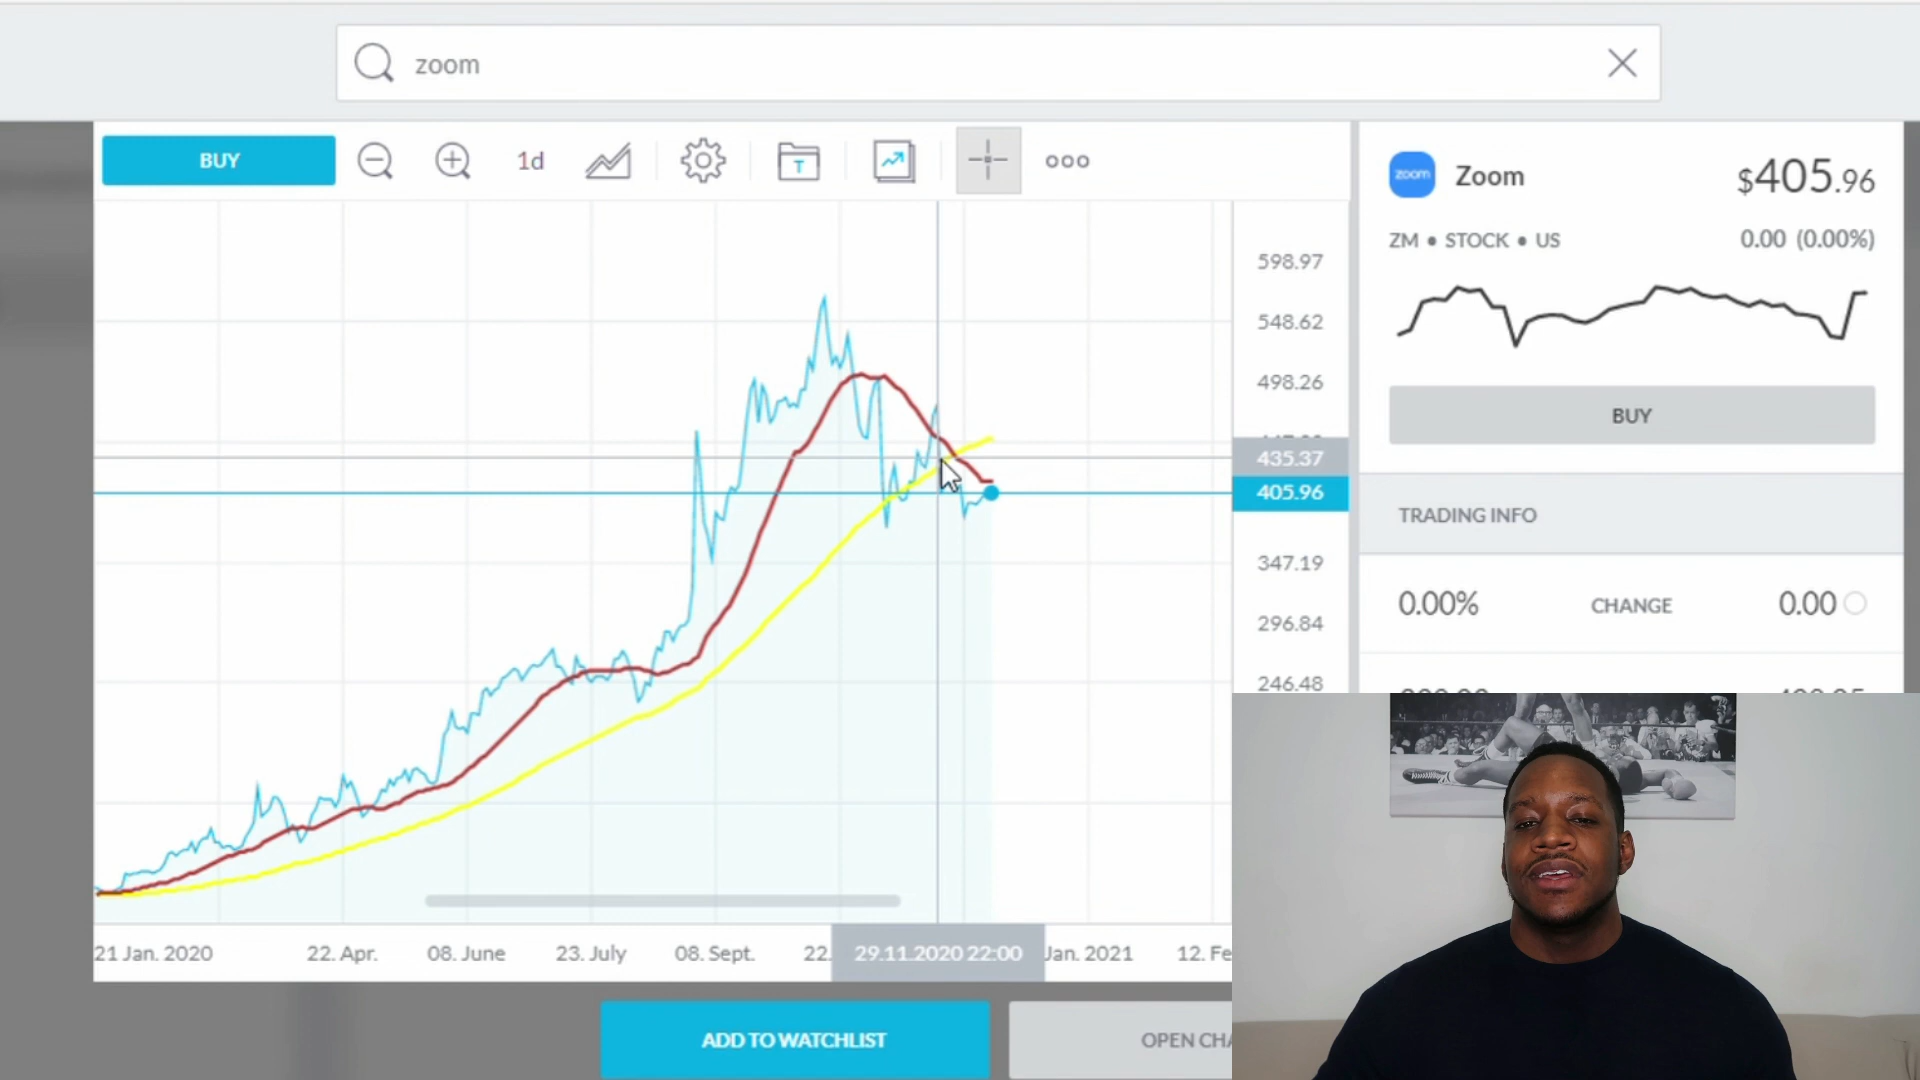 zoom
BUY
1d
T
zoom
Zoom
$405.96
ZM • STOCK • US
0.00 (0.00%)
BUY
TRADING INFO
0.00%
CHANGE
0.00
598.97
548.62
498.26
435.37
405.96
347.19
296.84
246.48
21 Jan. 2020
22. Apr.
08. June
23. July
08. Sept.
22.
29.11.2020 22:00
Jan. 2021
12. Fe
ADD TO WATCHLIST
OPEN CHA